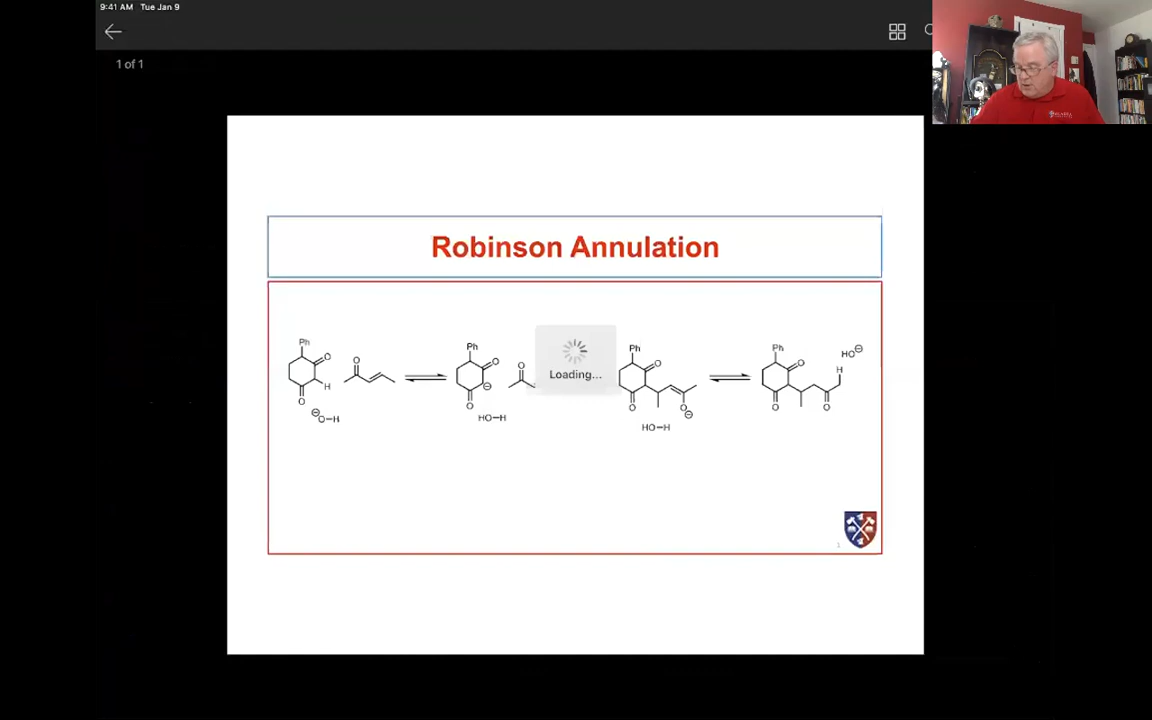 9:41 AM Tue Jan 9
1 of 1
Robinson Annulation
Loading...
Ph
O
O
H
O
⊖O–H
Ph
O
⊖
O
O
HO–H
Ph
O
O
O
⊖
HO–H
Ph
O
O
H
O
HO⊖
1